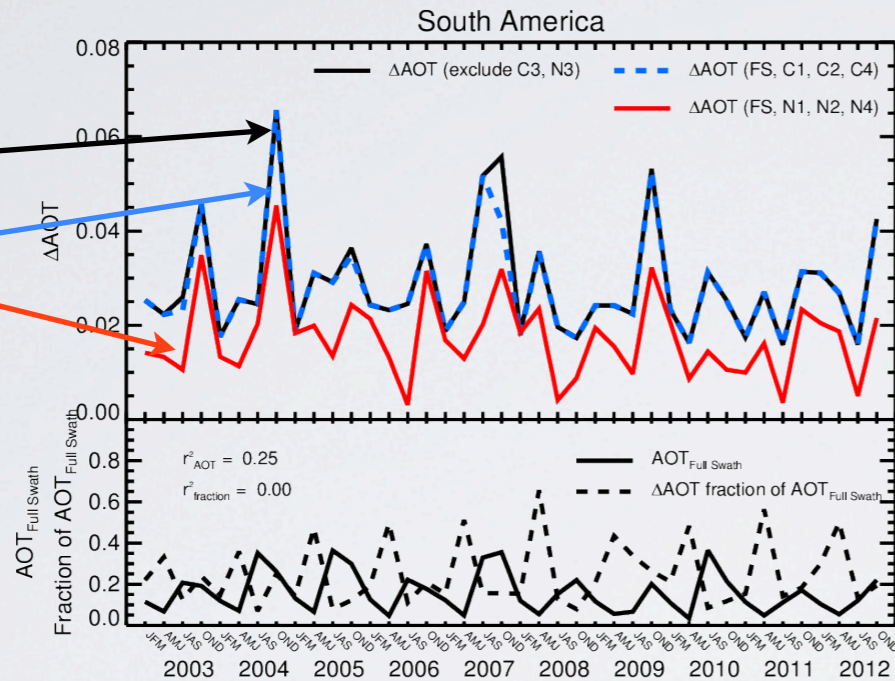 South America
0.08
ΔAOT (exclude C3, N3)
ΔAOT (FS, C1, C2, C4)
ΔAOT (FS, N1, N2, N4)
0.06
0.04
0.02
0.00
ΔAOT
r²AOT = 0.25
r²fraction = 0.00
AOTFull Swath
ΔAOT fraction of AOTFull Swath
0.8
0.6
0.4
0.2
0.0
AOTFull Swath
Fraction of AOTFull Swath
JFM AMJ JAS OND JFM AMJ JAS OND JFM AMJ JAS OND JFM AMJ JAS OND JFM AMJ JAS OND JFM AMJ JAS OND JFM AMJ JAS OND JFM AMJ JAS OND JFM AMJ JAS OND JFM AMJ JAS OND
2003 2004 2005 2006 2007 2008 2009 2010 2011 2012